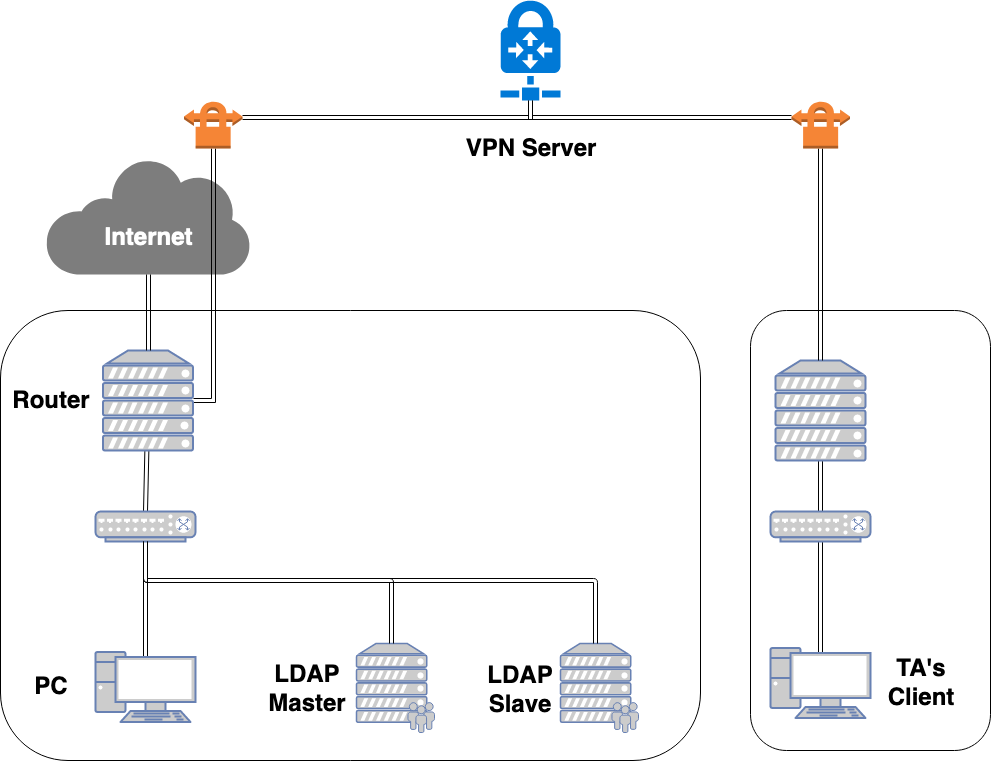 VPN Server
Internet
Router
PC
LDAP
Master
LDAP
Slave
TA's
Client